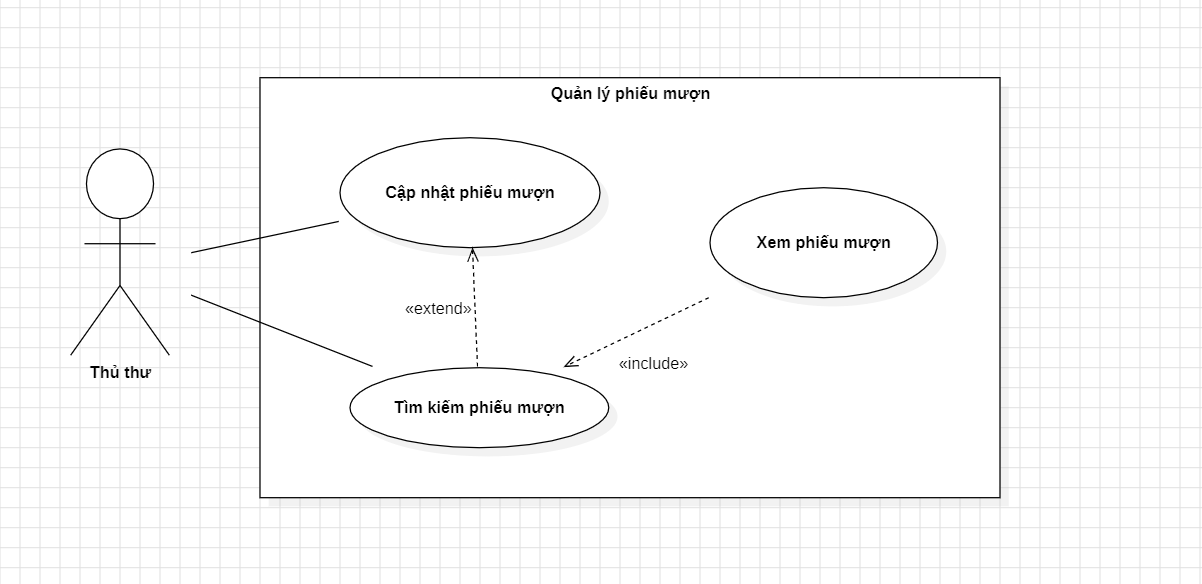 Quản lý phiếu mượn
Cập nhật phiếu mượn
Xem phiếu mượn
«extend»
«include»
Thủ thư
Tìm kiếm phiếu mượn